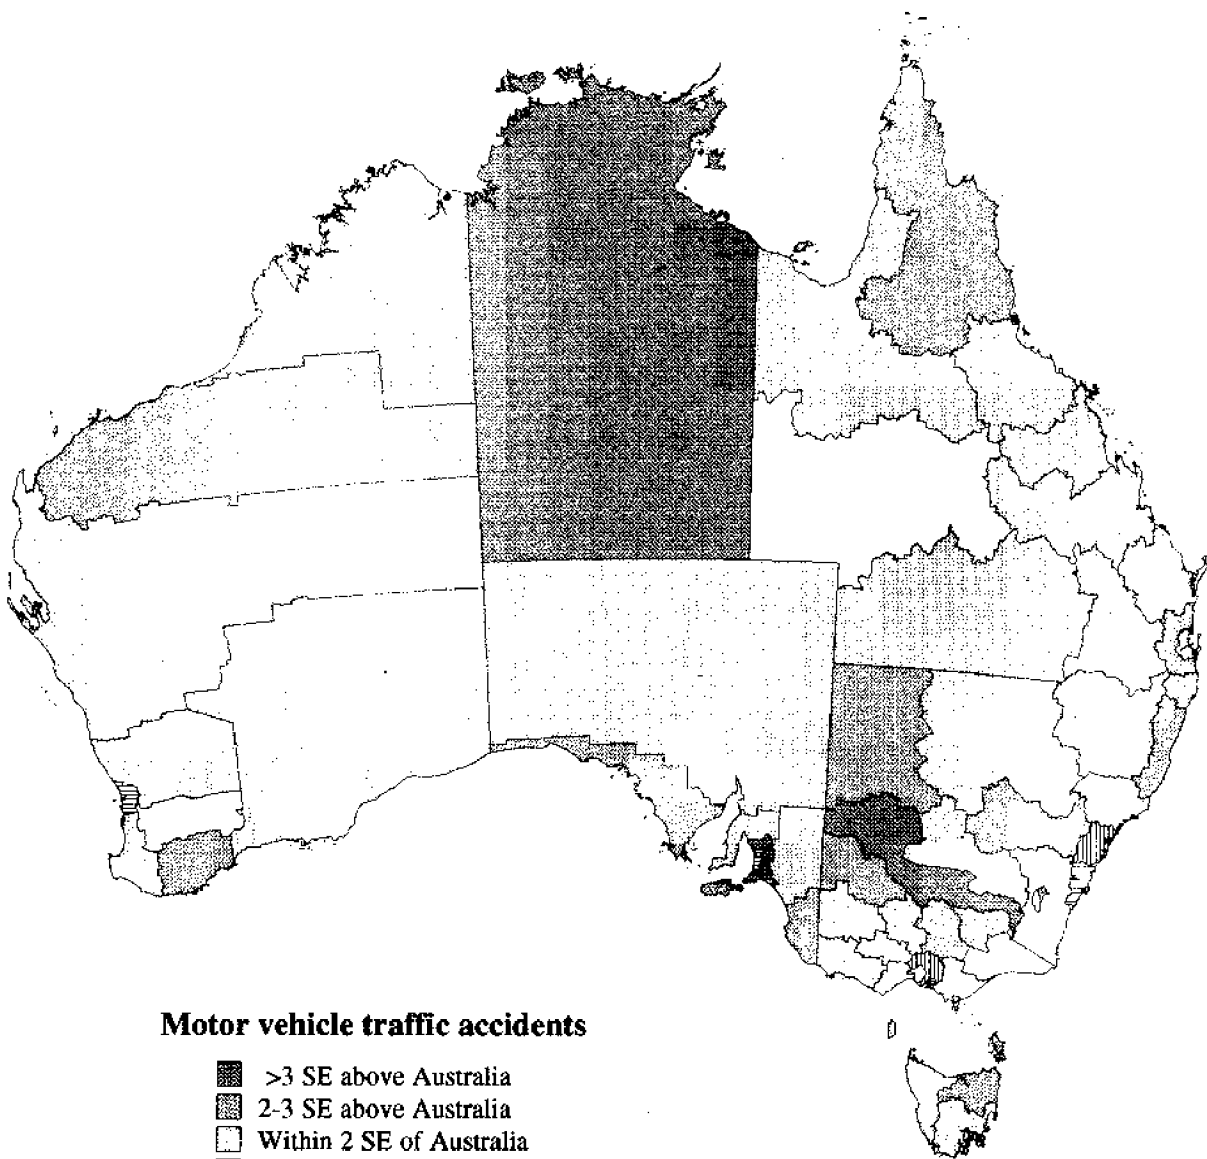 Motor vehicle traffic accidents
>3 SE above Australia
2-3 SE above Australia
Within 2 SE of Australia